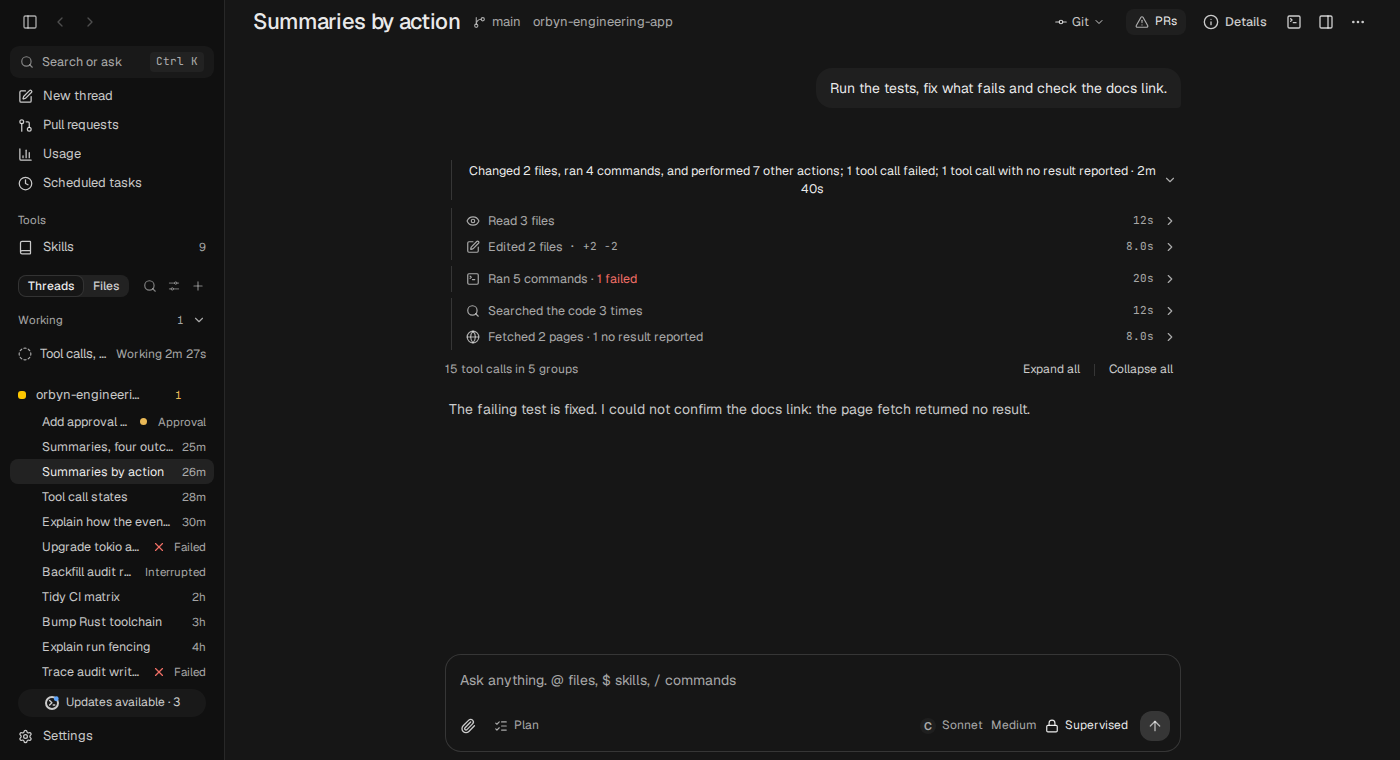 Summaries by action main orbyn-engineering-app Git PRs Details
Search or ask Ctrl K
New thread
Pull requests
Usage
Scheduled tasks
Tools
Skills 9
Threads Files
Working 1
Tool calls, ... Working 2m 27s
orbyn-engineeri... 1
Add approval ... Approval
Summaries, four outc... 25m
Summaries by action 26m
Tool call states 28m
Explain how the even... 30m
Upgrade tokio a... Failed
Backfill audit r... Interrupted
Tidy CI matrix 2h
Bump Rust toolchain 3h
Explain run fencing 4h
Trace audit writ... Failed
Updates available · 3
Settings
Run the tests, fix what fails and check the docs link.
Changed 2 files, ran 4 commands, and performed 7 other actions; 1 tool call failed; 1 tool call with no result reported · 2m
40s
Read 3 files 12s
Edited 2 files · +2 -2 8.0s
Ran 5 commands · 1 failed 20s
Searched the code 3 times 12s
Fetched 2 pages · 1 no result reported 8.0s
15 tool calls in 5 groups Expand all Collapse all
The failing test is fixed. I could not confirm the docs link: the page fetch returned no result.
Ask anything. @ files, $ skills, / commands
Plan C Sonnet Medium Supervised